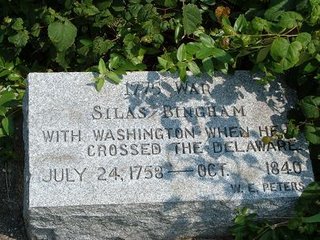 1775 WAR
SILAS BINGHAM
WITH WASHINGTON WHEN HE
CROSSED THE DELAWARE
JULY 24, 1758 — OCT. 1840
W. E. PETERS